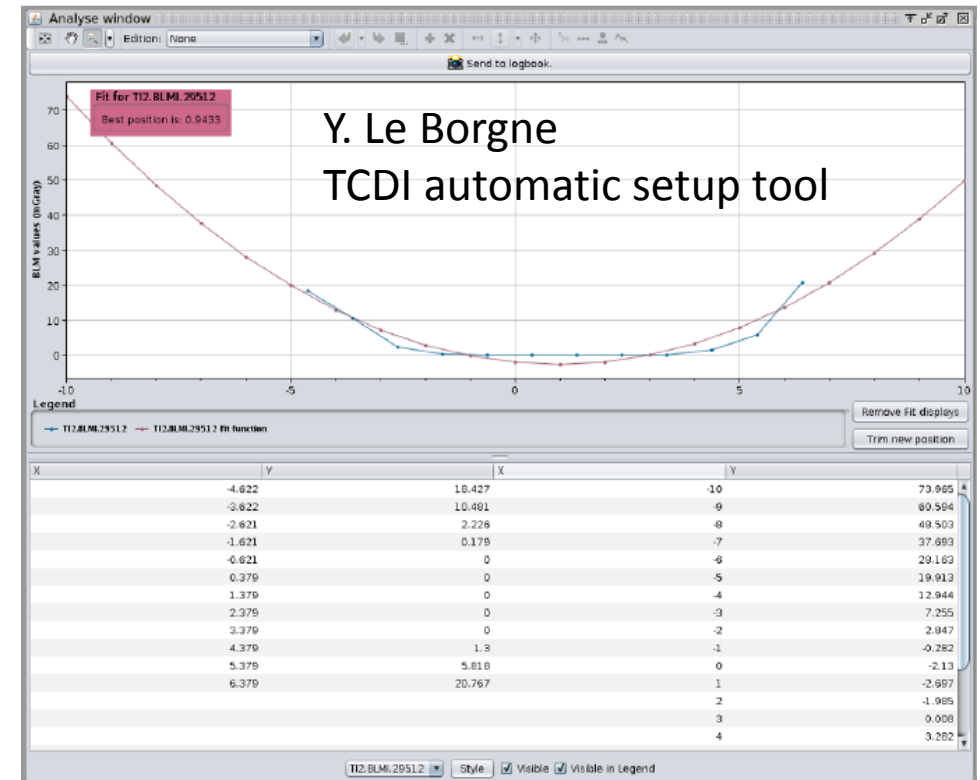 Analyse window
Edition: None
Send to logbook.
Fit for TI2.BLMI.29512
Best position is: 0.9433
Y. Le Borgne
TCDI automatic setup tool
BLM values (mGray)
70
60
50
40
30
20
10
0
-10 -5 0 5 10
Legend
TI2.BLMI.29512 TI2.BLMI.29512 fit function
Remove Fit displays
Trim new position
X Y X Y
-4.622 18.427 -10 73.965
-3.622 10.481 -9 60.594
-2.621 2.226 -8 48.503
-1.621 0.179 -7 37.693
-0.621 0 -6 28.163
0.379 0 -5 19.913
1.379 0 -4 12.944
2.379 0 -3 7.255
3.379 0 -2 2.847
4.379 1.3 -1 -0.282
5.379 5.818 0 -2.13
6.379 20.767 1 -2.697
2 -1.985
3 0.008
4 3.282
TI2.BLMI.29512 Style Visible Visible in Legend